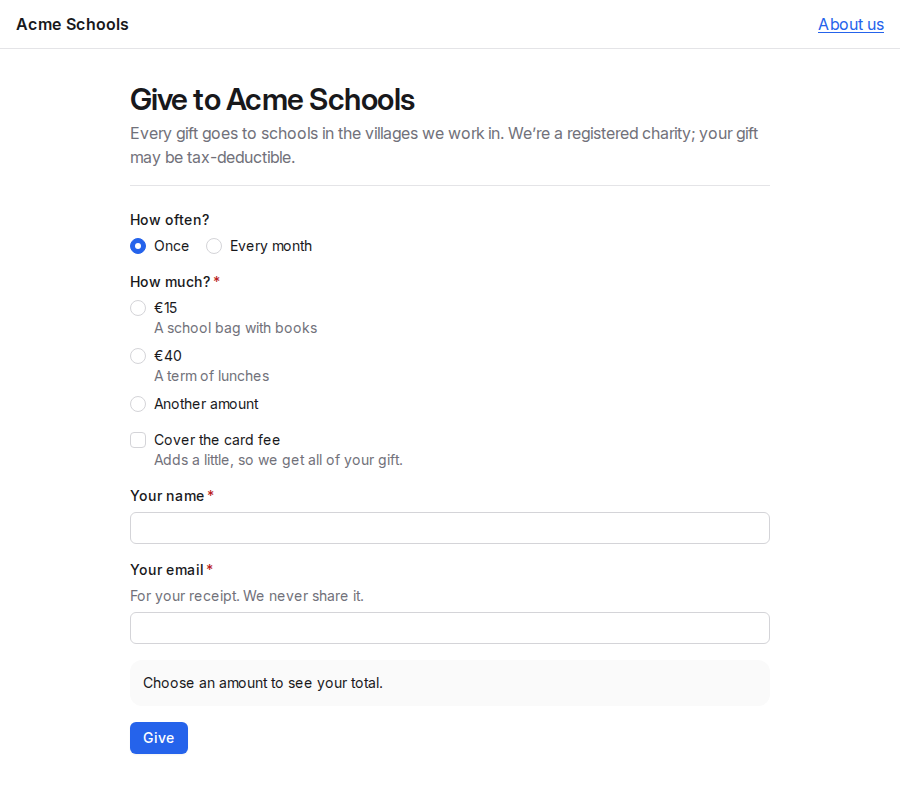 Acme Schools
About us
Give to Acme Schools
Every gift goes to schools in the villages we work in. We're a registered charity; your gift
may be tax-deductible.
How often?
Once
Every month
How much? *
€15
A school bag with books
€40
A term of lunches
Another amount
Cover the card fee
Adds a little, so we get all of your gift.
Your name *
Your email *
For your receipt. We never share it.
Choose an amount to see your total.
Give